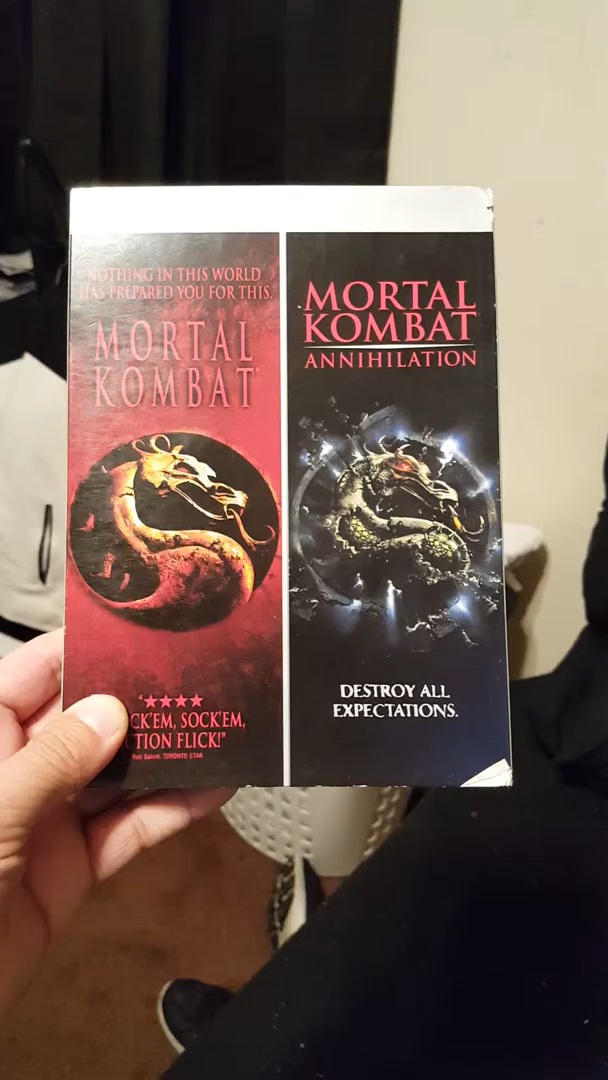 NOTHING IN THIS WORLD
HAS PREPARED YOU FOR THIS.
MORTAL
KOMBAT
"★★★★
CK'EM, SOCK'EM,
CTION FLICK!"
Rob Salem, TORONTO STAR
MORTAL
KOMBAT
ANNIHILATION
DESTROY ALL
EXPECTATIONS.